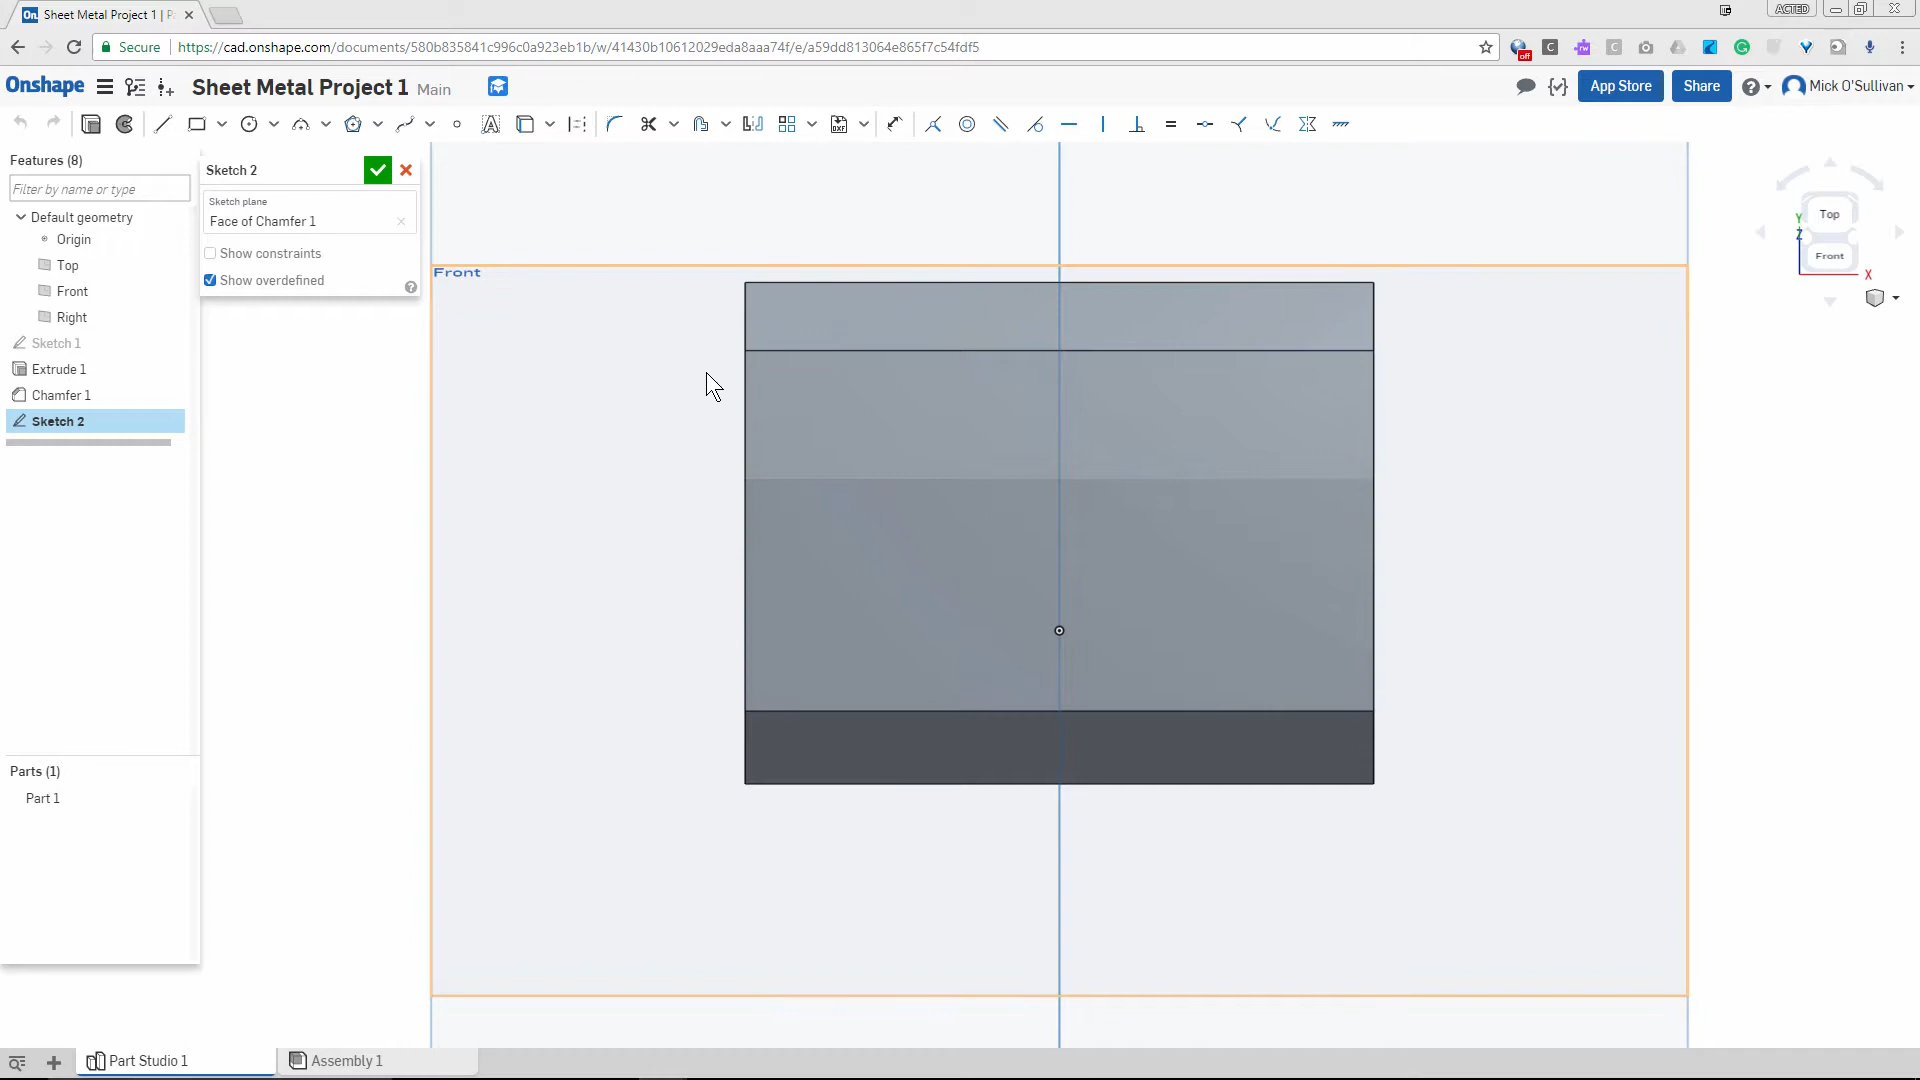 Sheet Metal Project 1 | P
ACTED
Secure
https://cad.onshape.com/documents/580b835841c996c0a923eb1b/w/41430b10612029eda8aaa74f/e/a59dd813064e865f7c54fdf5
off
Onshape
Sheet Metal Project 1 Main
App Store
Share
Mick O'Sullivan
DXF
Features (8)
Filter by name or type
Default geometry
Origin
Top
Front
Right
Sketch 1
Extrude 1
Chamfer 1
Sketch 2
Sketch 2
Sketch plane
Face of Chamfer 1
Show constraints
Show overdefined
Front
Top
Front
Y
Z
X
Parts (1)
Part 1
Part Studio 1
Assembly 1